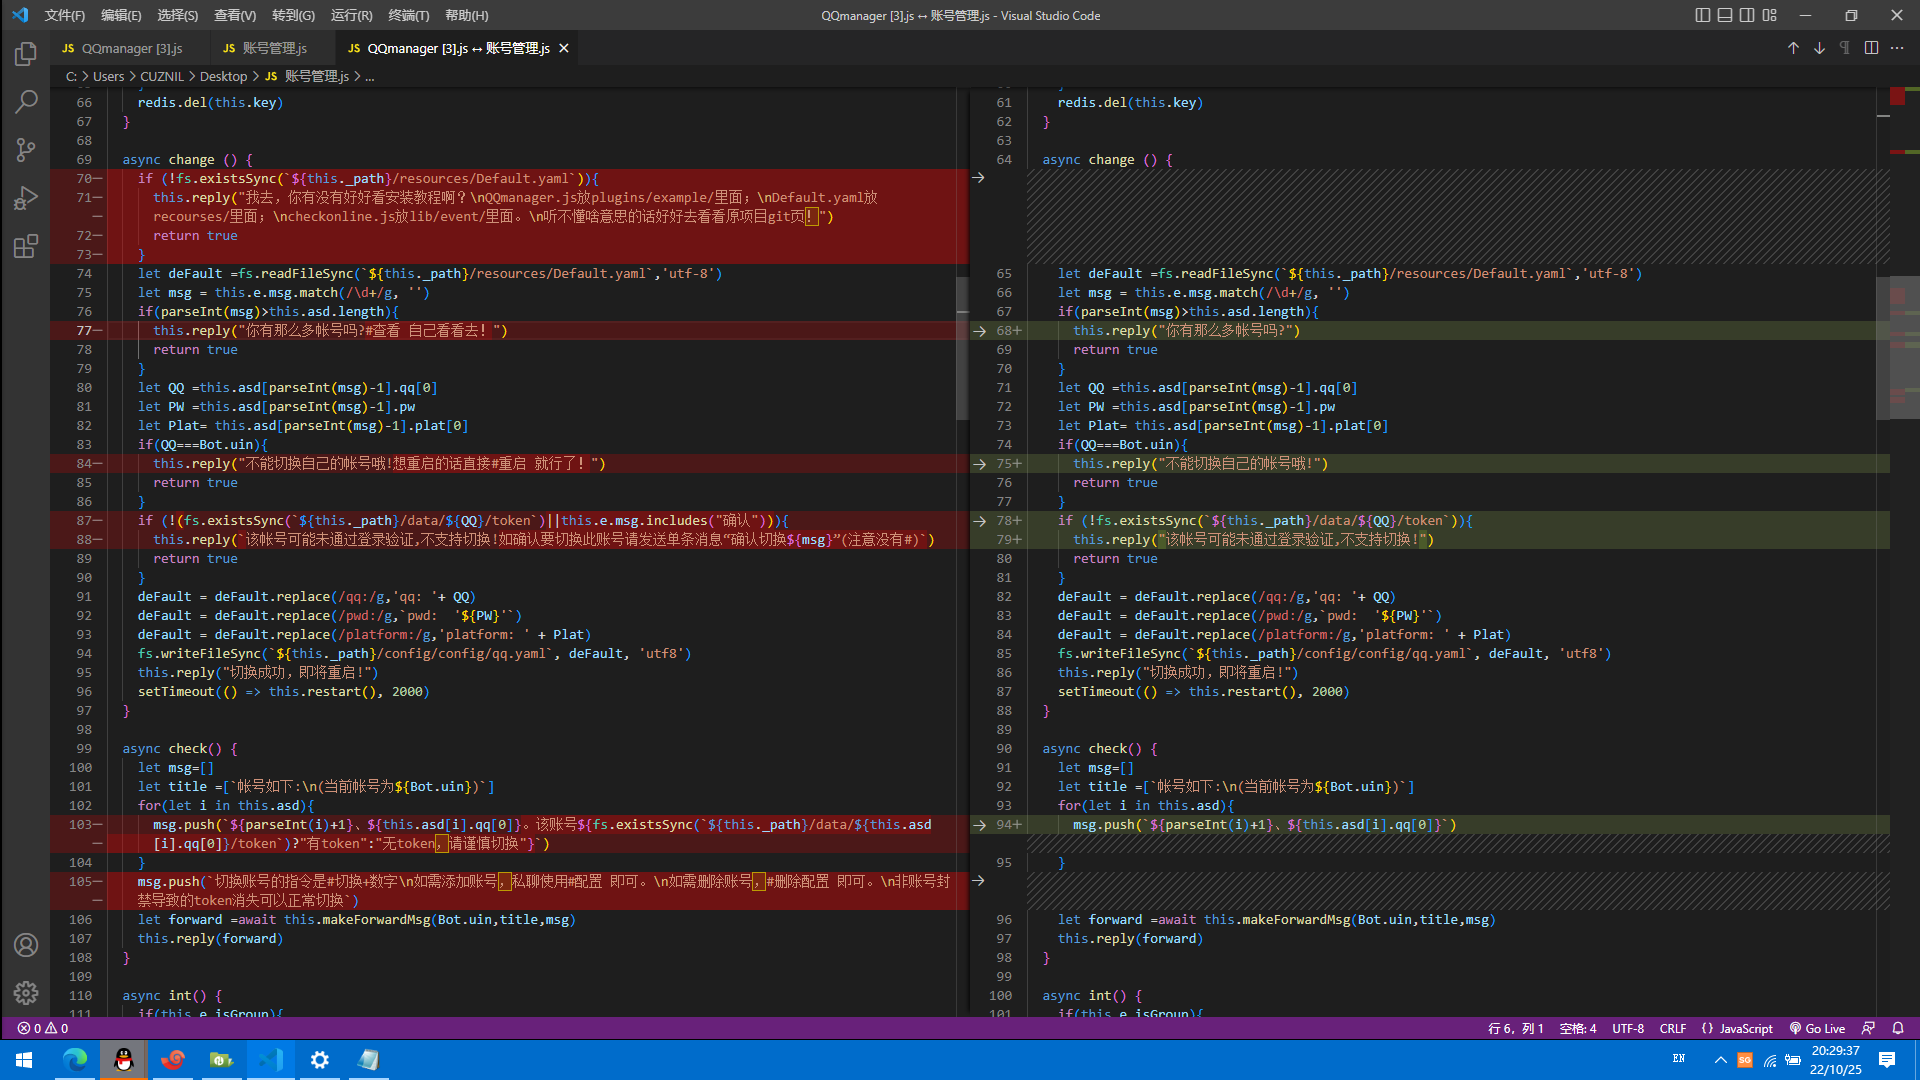 文件(F) 编辑(E) 选择(S) 查看(V) 转到(G) 运行(R) 终端(T) 帮助(H)
QQmanager [3].js ↔ 账号管理.js - Visual Studio Code
JS QQmanager [3].js
JS 账号管理.js
JS QQmanager [3].js ↔ 账号管理.js
C: > Users > CUZNIL > Desktop > JS 账号管理.js > ...
66 redis.del(this.key)
67 }
68
69 async change () {
70 if (!fs.existsSync(`${this._path}/resources/Default.yaml`)){
71 this.reply("我去，你有没有好好看安装教程啊？\nQQmanager.js放plugins/example/里面；\nDefault.yaml放
recourses/里面；\ncheckonline.js放lib/event/里面。\n听不懂啥意思的话好好去看看原项目git页！")
72 return true
73 }
74 let deFault =fs.readFileSync(`${this._path}/resources/Default.yaml`,'utf-8')
75 let msg = this.e.msg.match(/\d+/g, '')
76 if(parseInt(msg)>this.asd.length){
77 this.reply("你有那么多帐号吗?#查看 自己看看去！")
78 return true
79 }
80 let QQ =this.asd[parseInt(msg)-1].qq[0]
81 let PW =this.asd[parseInt(msg)-1].pw
82 let Plat= this.asd[parseInt(msg)-1].plat[0]
83 if(QQ===Bot.uin){
84 this.reply("不能切换自己的帐号哦!想重启的话直接#重启 就行了！")
85 return true
86 }
87 if (!(fs.existsSync(`${this._path}/data/${QQ}/token`)||this.e.msg.includes("确认"))){
88 this.reply(`该帐号可能未通过登录验证,不支持切换!如确认要切换此账号请发送单条消息“确认切换${msg}”(注意没有#)`)
89 return true
90 }
91 deFault = deFault.replace(/qq:/g,'qq: '+ QQ)
92 deFault = deFault.replace(/pwd:/g,`pwd:  '${PW}'`)
93 deFault = deFault.replace(/platform:/g,'platform: ' + Plat)
94 fs.writeFileSync(`${this._path}/config/config/qq.yaml`, deFault, 'utf8')
95 this.reply("切换成功，即将重启!")
96 setTimeout(() => this.restart(), 2000)
97 }
98
99 async check() {
100 let msg=[]
101 let title =[`帐号如下:\n(当前帐号为${Bot.uin})`]
102 for(let i in this.asd){
103 msg.push(`${parseInt(i)+1}、${this.asd[i].qq[0]}。该账号${fs.existsSync(`${this._path}/data/${this.asd
[i].qq[0]}/token`)?"有token":"无token，请谨慎切换"}`)
104 }
105 msg.push(`切换账号的指令是#切换+数字\n如需添加账号，私聊使用#配置 即可。\n如需删除账号，#删除配置 即可。\n非账号封
禁导致的token消失可以正常切换`)
106 let forward =await this.makeForwardMsg(Bot.uin,title,msg)
107 this.reply(forward)
108 }
109
110 async int() {
111 if(this.e.isGroup){
61 redis.del(this.key)
62 }
63
64 async change () {
65 let deFault =fs.readFileSync(`${this._path}/resources/Default.yaml`,'utf-8')
66 let msg = this.e.msg.match(/\d+/g, '')
67 if(parseInt(msg)>this.asd.length){
68+ this.reply("你有那么多帐号吗?")
69 return true
70 }
71 let QQ =this.asd[parseInt(msg)-1].qq[0]
72 let PW =this.asd[parseInt(msg)-1].pw
73 let Plat= this.asd[parseInt(msg)-1].plat[0]
74 if(QQ===Bot.uin){
75+ this.reply("不能切换自己的帐号哦!")
76 return true
77 }
78+ if (!fs.existsSync(`${this._path}/data/${QQ}/token`)){
79+ this.reply("该帐号可能未通过登录验证,不支持切换!")
80 return true
81 }
82 deFault = deFault.replace(/qq:/g,'qq: '+ QQ)
83 deFault = deFault.replace(/pwd:/g,`pwd:  '${PW}'`)
84 deFault = deFault.replace(/platform:/g,'platform: ' + Plat)
85 fs.writeFileSync(`${this._path}/config/config/qq.yaml`, deFault, 'utf8')
86 this.reply("切换成功，即将重启!")
87 setTimeout(() => this.restart(), 2000)
88 }
89
90 async check() {
91 let msg=[]
92 let title =[`帐号如下:\n(当前帐号为${Bot.uin})`]
93 for(let i in this.asd){
94+ msg.push(`${parseInt(i)+1}、${this.asd[i].qq[0]}`)
95 }
96 let forward =await this.makeForwardMsg(Bot.uin,title,msg)
97 this.reply(forward)
98 }
99
100 async int() {
101 if(this.e.isGroup){
0 0
行 6，列 1 空格: 4 UTF-8 CRLF {} JavaScript Go Live
EN
20:29:37
22/10/25